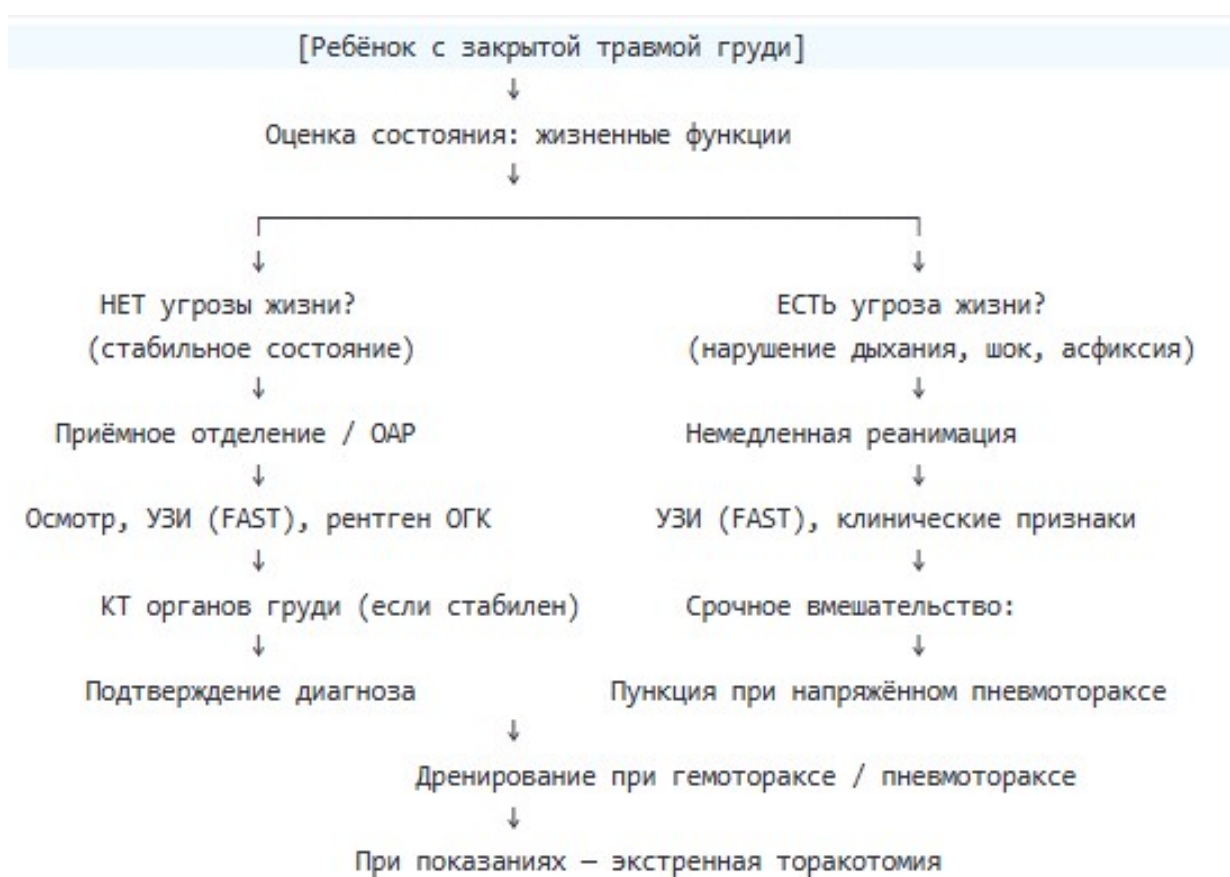 [Ребёнок с закрытой травмой груди]
↓
Оценка состояния: жизненные функции
↓
↓ ↓
НЕТ угрозы жизни? ЕСТЬ угроза жизни?
(стабильное состояние) (нарушение дыхания, шок, асфиксия)
↓ ↓
Приёмное отделение / ОАР Немедленная реанимация
↓ ↓
Осмотр, УЗИ (FAST), рентген ОГК УЗИ (FAST), клинические признаки
↓ ↓
КТ органов груди (если стабилен) Срочное вмешательство:
↓ ↓
Подтверждение диагноза Пункция при напряжённом пневмотораксе
↓
Дренирование при гемотораксе / пневмотораксе
↓
При показаниях — экстренная торакотомия